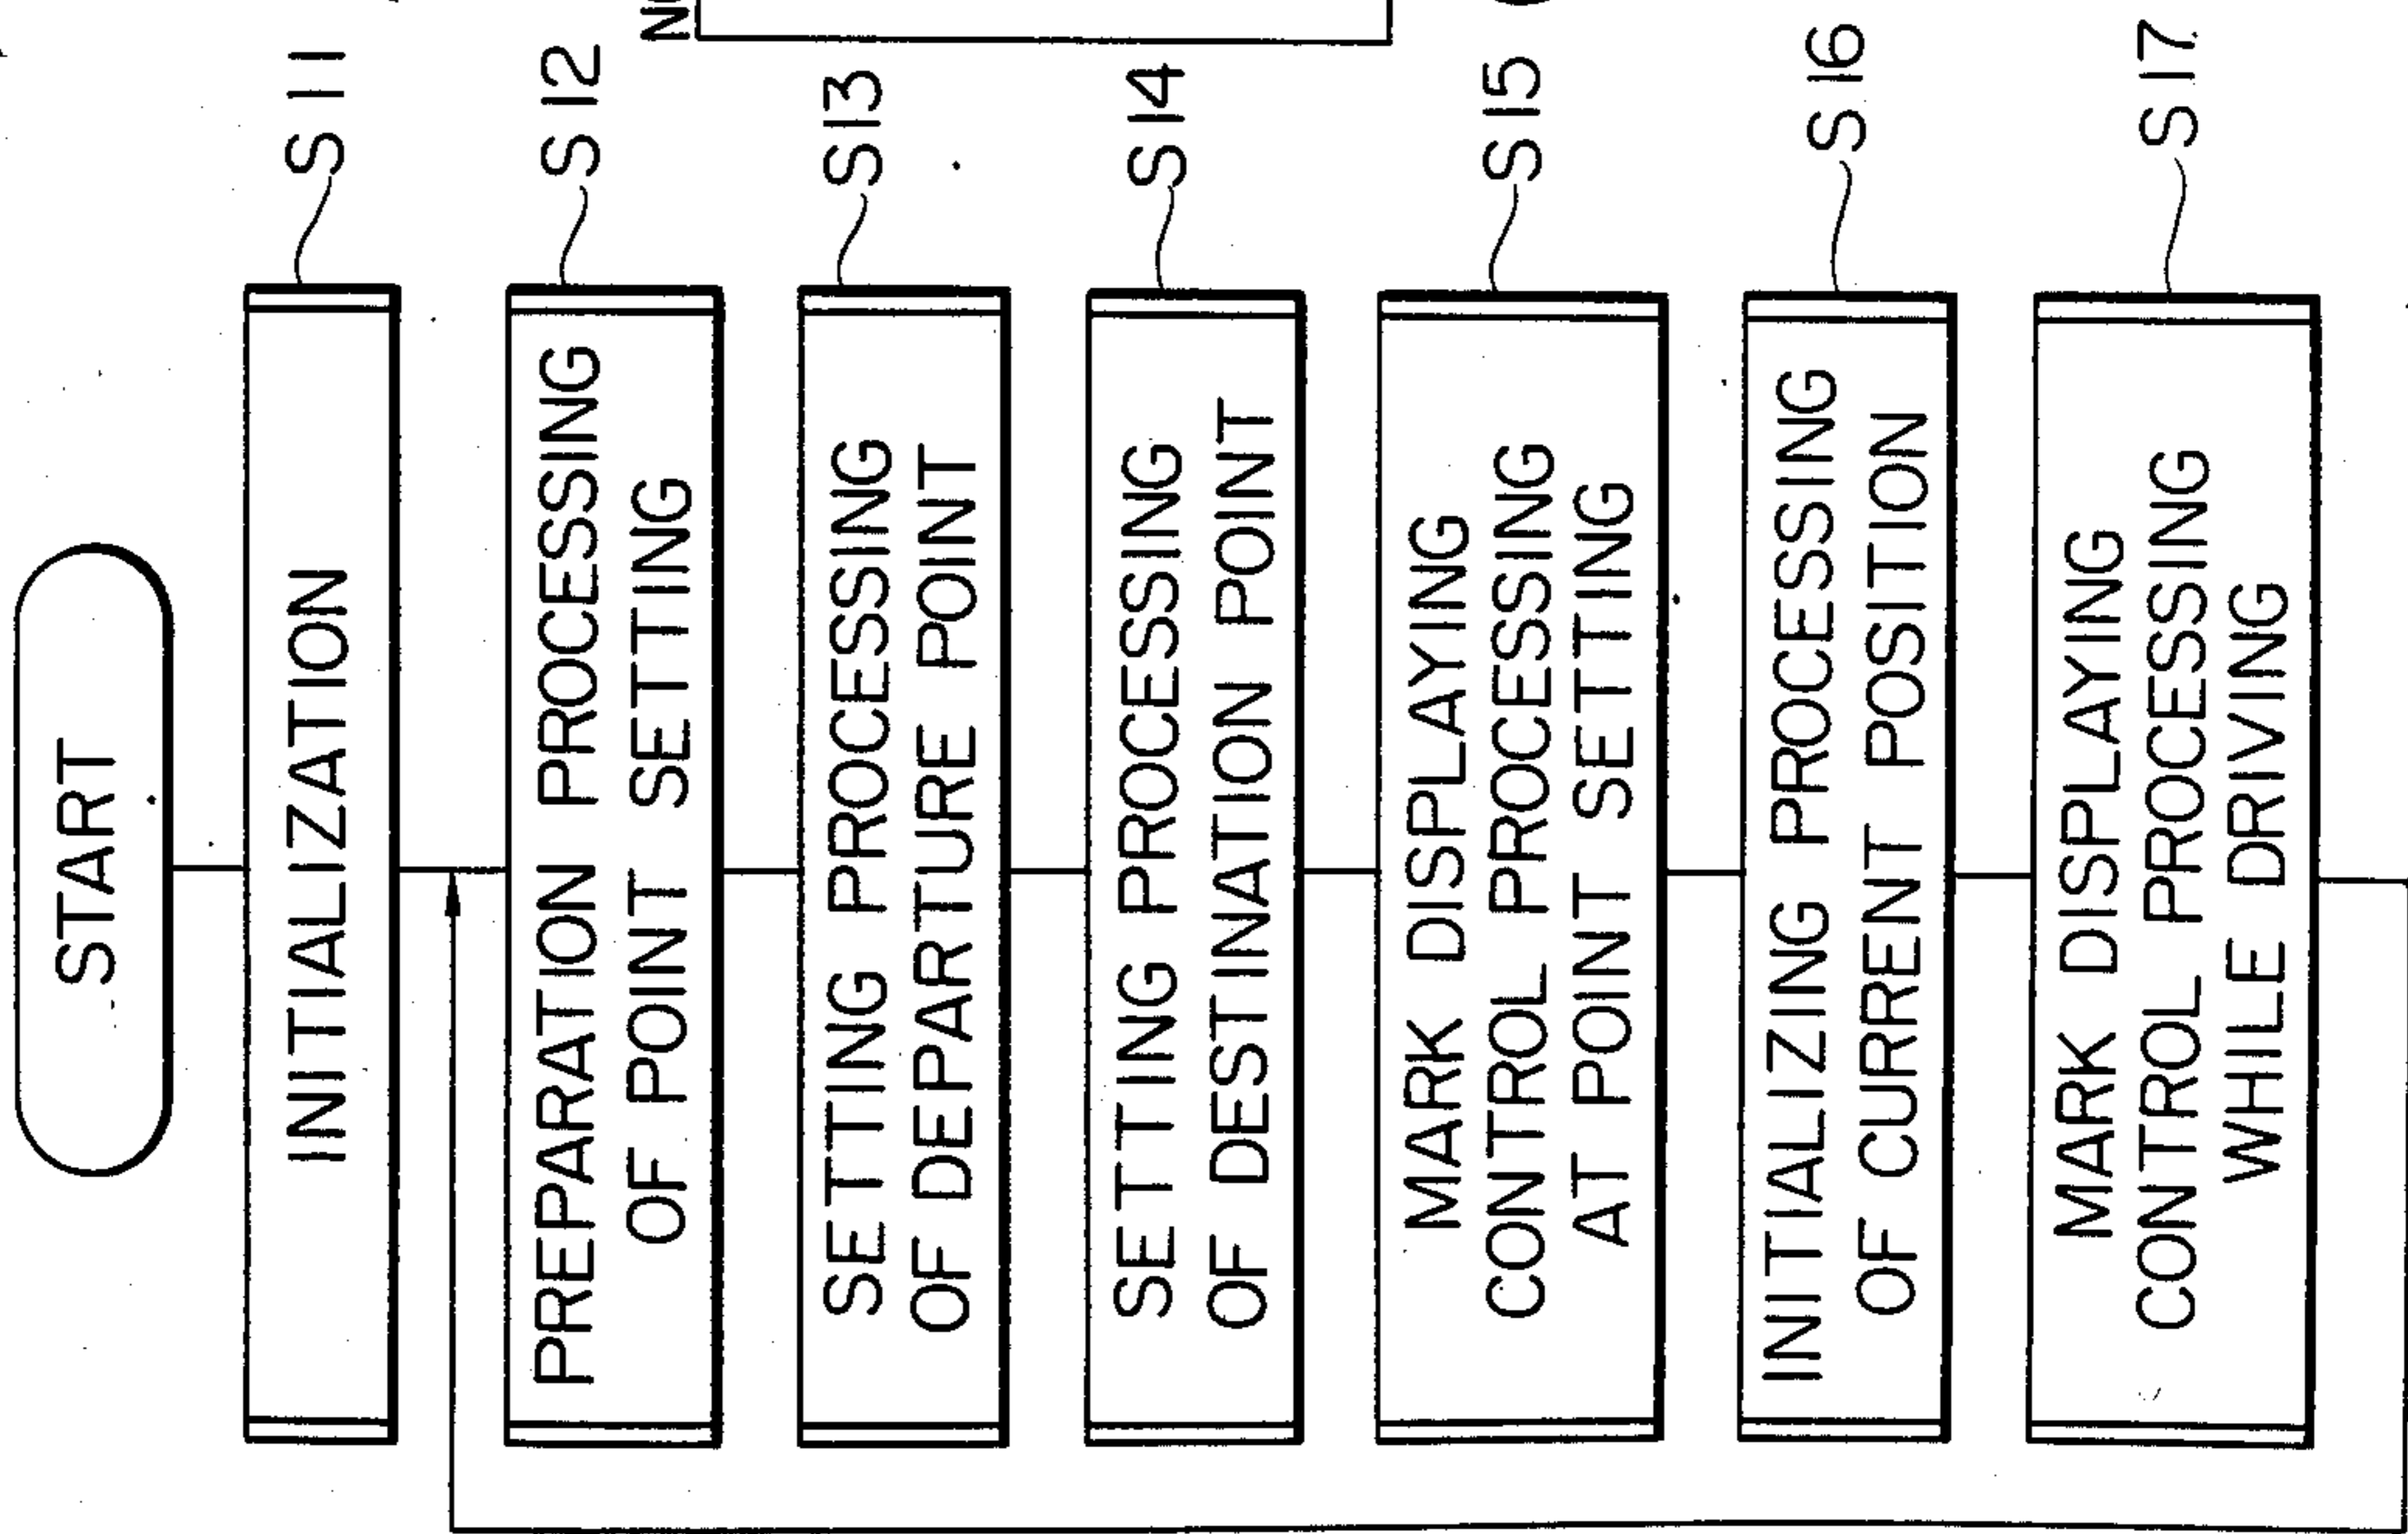 START
INITIALIZATION
S11
PREPARATION PROCESSING
OF POINT SETTING
S12
SETTING PROCESSING
OF DEPARTURE POINT
S13
SETTING PROCESSING
OF DESTINATION POINT
S14
MARK DISPLAYING
CONTROL PROCESSING
AT POINT SETTING
S15
INITIALIZING PROCESSING
OF CURRENT POSITION
S16
MARK DISPLAYING
CONTROL PROCESSING
WHILE DRIVING
S17